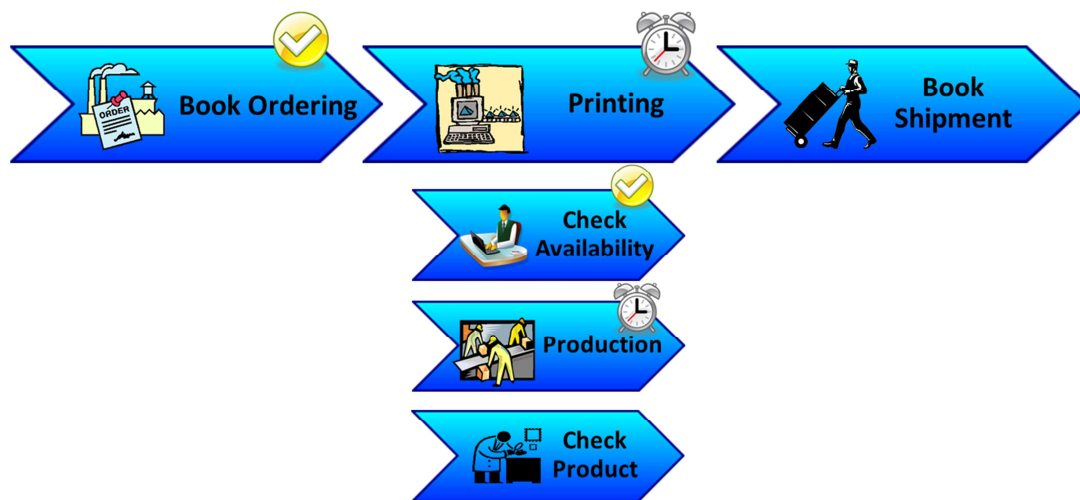 ORDER
Book Ordering
Printing
Book
Shipment
Check
Availability
Production
Check
Product